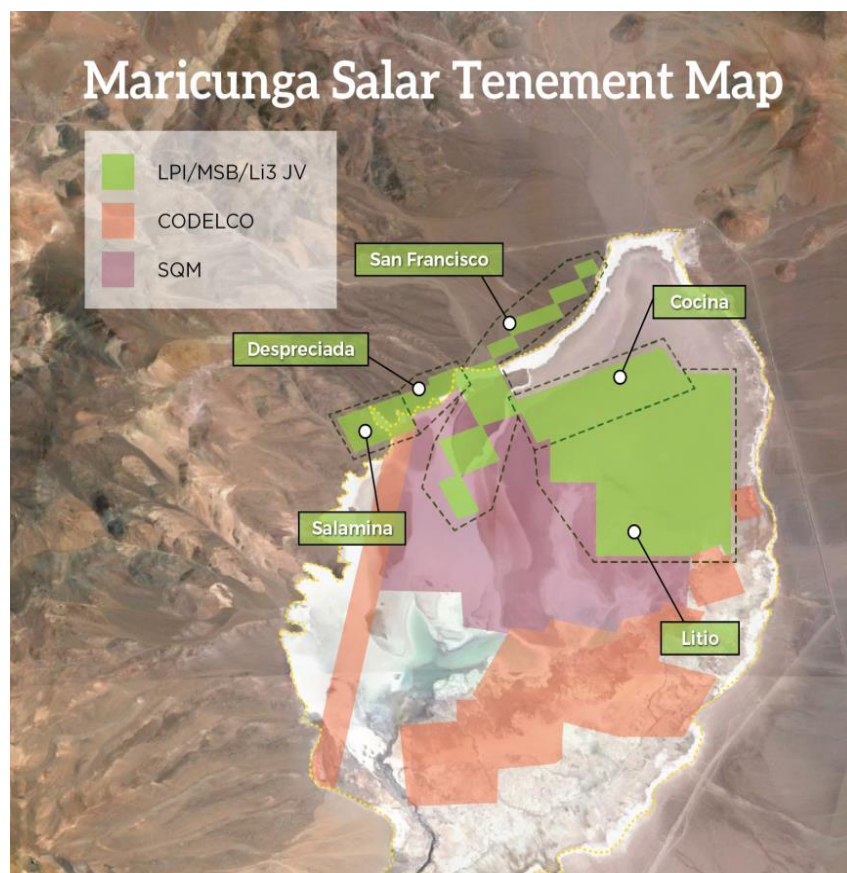 Maricunga Salar Tenement Map
LPI/MSB/Li3 JV
CODELCO
SQM
San Francisco
Cocina
Despreciada
Salamina
Litio